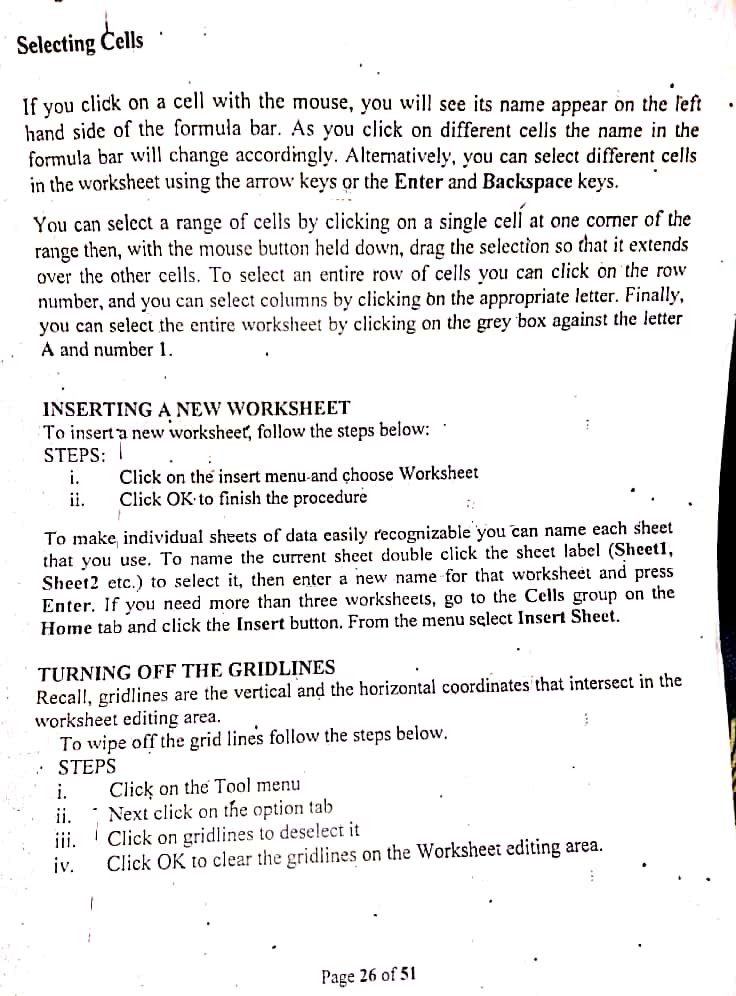 Selecting Cells
If you click on a cell with the mouse, you will see its name appear on the left
hand side of the formula bar. As you click on different cells the name in the
formula bar will change accordingly. Alternatively, you can select different cells
in the worksheet using the arrow keys or the Enter and Backspace keys.
You can select a range of cells by clicking on a single cell at one corner of the
range then, with the mouse button held down, drag the selection so that it extends
over the other cells. To select an entire row of cells you can click on the row
number, and you can select columns by clicking on the appropriate letter. Finally,
you can select the entire worksheet by clicking on the grey box against the letter
A and number 1.
INSERTING A NEW WORKSHEET
To insert a new worksheet, follow the steps below:
STEPS:
i. Click on the insert menu and choose Worksheet
ii. Click OK to finish the procedure
To make individual sheets of data easily recognizable you can name each sheet
that you use. To name the current sheet double click the sheet label (Sheet1,
Sheet2 etc.) to select it, then enter a new name for that worksheet and press
Enter. If you need more than three worksheets, go to the Cells group on the
Home tab and click the Insert button. From the menu select Insert Sheet.
TURNING OFF THE GRIDLINES
Recall, gridlines are the vertical and the horizontal coordinates that intersect in the
worksheet editing area.
To wipe off the grid lines follow the steps below.
STEPS
i. Click on the Tool menu
ii. Next click on the option tab
iii. Click on gridlines to deselect it
iv. Click OK to clear the gridlines on the Worksheet editing area.
Page 26 of 51